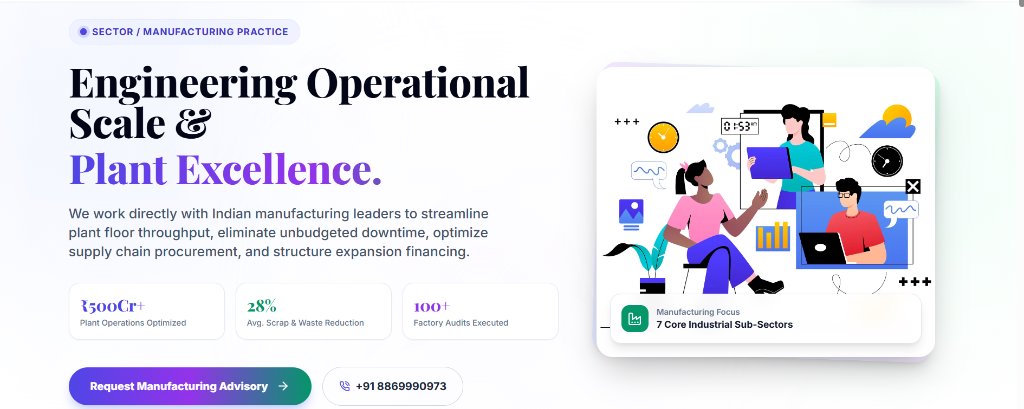 SECTOR / MANUFACTURING PRACTICE
Engineering Operational
Scale &
Plant Excellence.
We work directly with Indian manufacturing leaders to streamline
plant floor throughput, eliminate unbudgeted downtime, optimize
supply chain procurement, and structure expansion financing.
₹500Cr+
Plant Operations Optimized
28%
Avg. Scrap & Waste Reduction
100+
Factory Audits Executed
Request Manufacturing Advisory →
+91 8869990973
Manufacturing Focus
7 Core Industrial Sub-Sectors